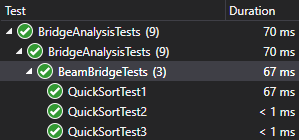 Test Duration
BridgeAnalysisTests (9) 70 ms
BridgeAnalysisTests (9) 70 ms
BeamBridgeTests (3) 67 ms
QuickSortTest1 67 ms
QuickSortTest2 < 1 ms
QuickSortTest3 < 1 ms